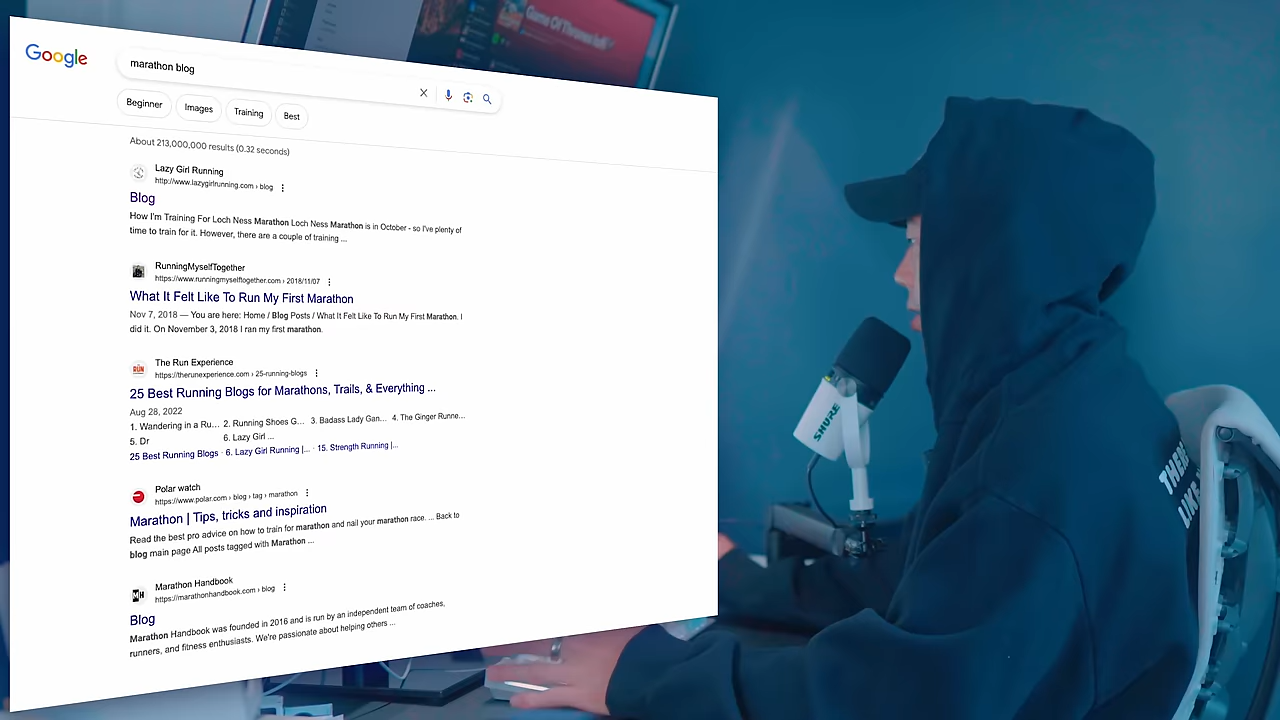 Game Of Thrones
Google
marathon blog
Beginner
Images
Training
Best
About 213,000,000 results (0.32 seconds)
Lazy Girl Running
http://www.lazygirlrunning.com › blog
Blog
How I'm Training For Loch Ness Marathon Loch Ness Marathon is in October - so I've plenty of
time to train for it. However, there are a couple of training ...
RunningMyselfTogether
https://www.runningmyselftogether.com › 2018/11/07
What It Felt Like To Run My First Marathon
Nov 7, 2018 — You are here: Home / Blog Posts / What It Felt Like To Run My First Marathon. I
did it. On November 3, 2018 I ran my first marathon.
The Run Experience
https://therunexperience.com › 25-running-blogs
25 Best Running Blogs for Marathons, Trails, & Everything ...
Aug 28, 2022
1. Wandering in a Ru... 2. Running Shoes G... 3. Badass Lady Gan... 4. The Ginger Runne...
5. Dr 6. Lazy Girl ...
25 Best Running Blogs · 6. Lazy Girl Running |... · 15. Strength Running |...
Polar watch
https://www.polar.com › blog › tag › marathon
Marathon | Tips, tricks and inspiration
Read the best pro advice on how to train for marathon and nail your marathon race. ... Back to
blog main page All posts tagged with Marathon ...
MH
Marathon Handbook
https://marathonhandbook.com › blog
Blog
Marathon Handbook was founded in 2016 and is run by an independent team of coaches,
runners, and fitness enthusiasts. We're passionate about helping others ...
SHURE
THERE
LIKE